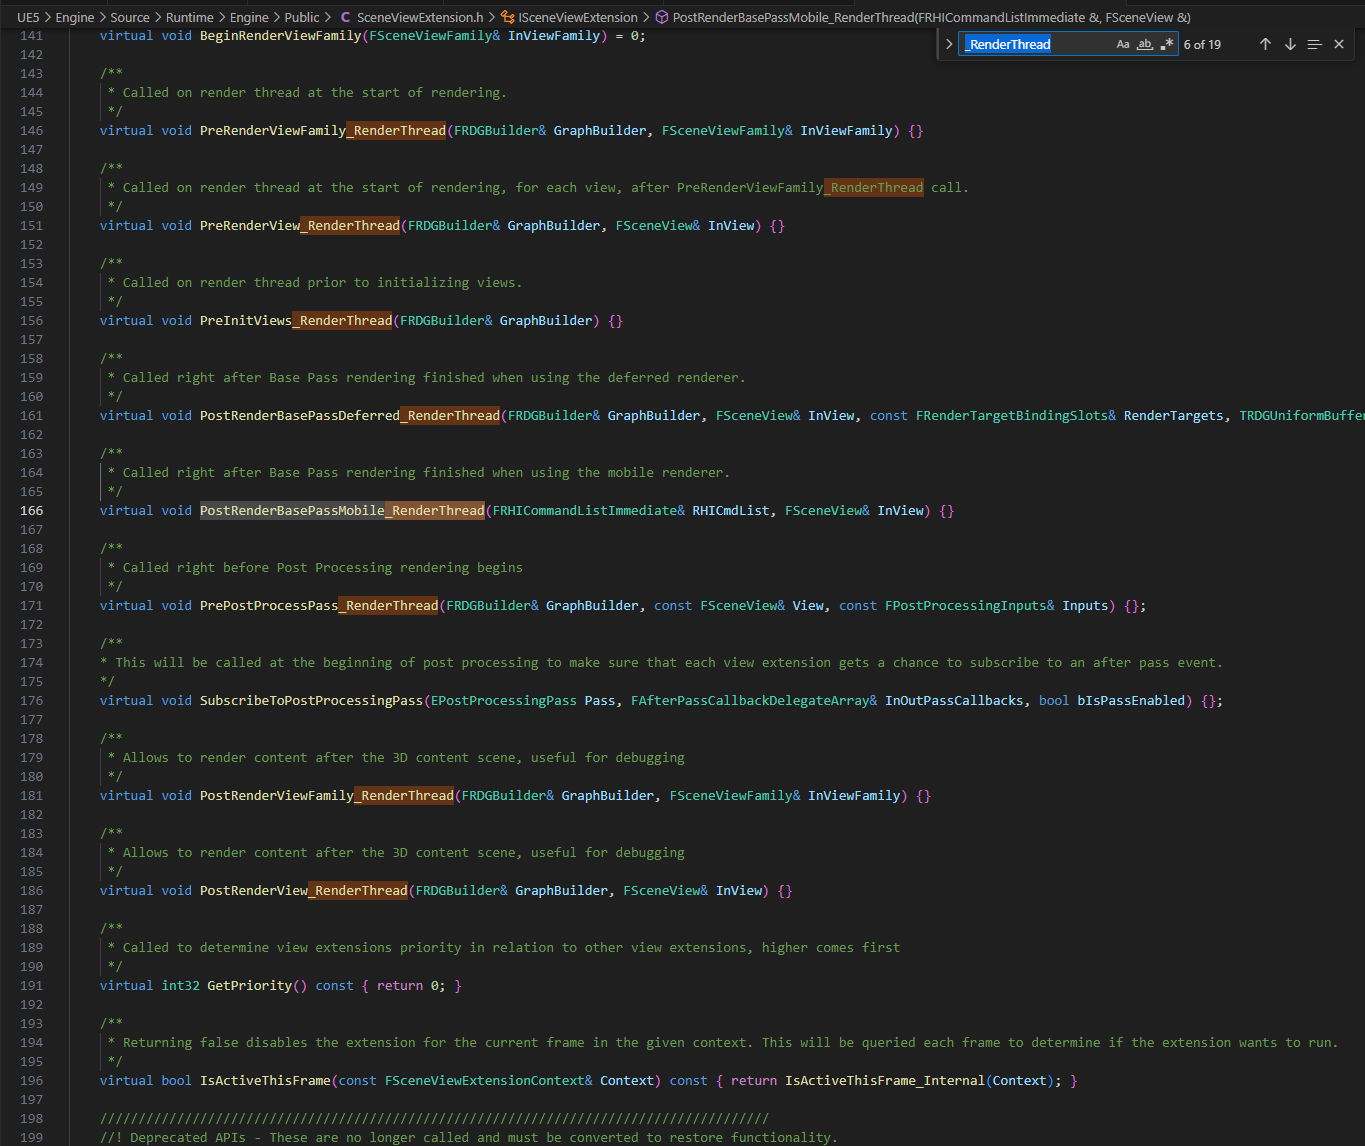 UE5 > Engine > Source > Runtime > Engine > Public > C SceneViewExtension.h > ISceneViewExtension > PostRenderBasePassMobile_RenderThread(FRHICommandListImmediate &, FSceneView &)
_RenderThread Aa ab .* 6 of 19
141 virtual void BeginRenderViewFamily(FSceneViewFamily& InViewFamily) = 0;
142
143 /**
144 * Called on render thread at the start of rendering.
145 */
146 virtual void PreRenderViewFamily_RenderThread(FRDGBuilder& GraphBuilder, FSceneViewFamily& InViewFamily) {}
147
148 /**
149 * Called on render thread at the start of rendering, for each view, after PreRenderViewFamily_RenderThread call.
150 */
151 virtual void PreRenderView_RenderThread(FRDGBuilder& GraphBuilder, FSceneView& InView) {}
152
153 /**
154 * Called on render thread prior to initializing views.
155 */
156 virtual void PreInitViews_RenderThread(FRDGBuilder& GraphBuilder) {}
157
158 /**
159 * Called right after Base Pass rendering finished when using the deferred renderer.
160 */
161 virtual void PostRenderBasePassDeferred_RenderThread(FRDGBuilder& GraphBuilder, FSceneView& InView, const FRenderTargetBindingSlots& RenderTargets, TRDGUniformBuffer
162
163 /**
164 * Called right after Base Pass rendering finished when using the mobile renderer.
165 */
166 virtual void PostRenderBasePassMobile_RenderThread(FRHICommandListImmediate& RHICmdList, FSceneView& InView) {}
167
168 /**
169 * Called right before Post Processing rendering begins
170 */
171 virtual void PrePostProcessPass_RenderThread(FRDGBuilder& GraphBuilder, const FSceneView& View, const FPostProcessingInputs& Inputs) {};
172
173 /**
174 * This will be called at the beginning of post processing to make sure that each view extension gets a chance to subscribe to an after pass event.
175 */
176 virtual void SubscribeToPostProcessingPass(EPostProcessingPass Pass, FAfterPassCallbackDelegateArray& InOutPassCallbacks, bool bIsPassEnabled) {};
177
178 /**
179 * Allows to render content after the 3D content scene, useful for debugging
180 */
181 virtual void PostRenderViewFamily_RenderThread(FRDGBuilder& GraphBuilder, FSceneViewFamily& InViewFamily) {}
182
183 /**
184 * Allows to render content after the 3D content scene, useful for debugging
185 */
186 virtual void PostRenderView_RenderThread(FRDGBuilder& GraphBuilder, FSceneView& InView) {}
187
188 /**
189 * Called to determine view extensions priority in relation to other view extensions, higher comes first
190 */
191 virtual int32 GetPriority() const { return 0; }
192
193 /**
194 * Returning false disables the extension for the current frame in the given context. This will be queried each frame to determine if the extension wants to run.
195 */
196 virtual bool IsActiveThisFrame(const FSceneViewExtensionContext& Context) const { return IsActiveThisFrame_Internal(Context); }
197
198 ///////////////////////////////////////////////////////////////////////////////////////
199 //! Deprecated APIs - These are no longer called and must be converted to restore functionality.